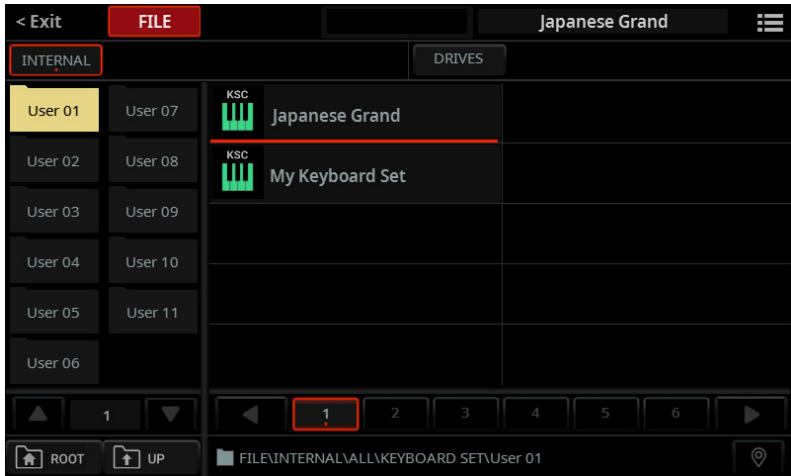 < Exit FILE Japanese Grand
INTERNAL DRIVES
User 01 User 07
User 02 User 08
User 03 User 09
User 04 User 10
User 05 User 11
User 06
KSC
Japanese Grand
KSC
My Keyboard Set
1
1 2 3 4 5 6
ROOT UP
FILE\INTERNAL\ALL\KEYBOARD SET\User 01